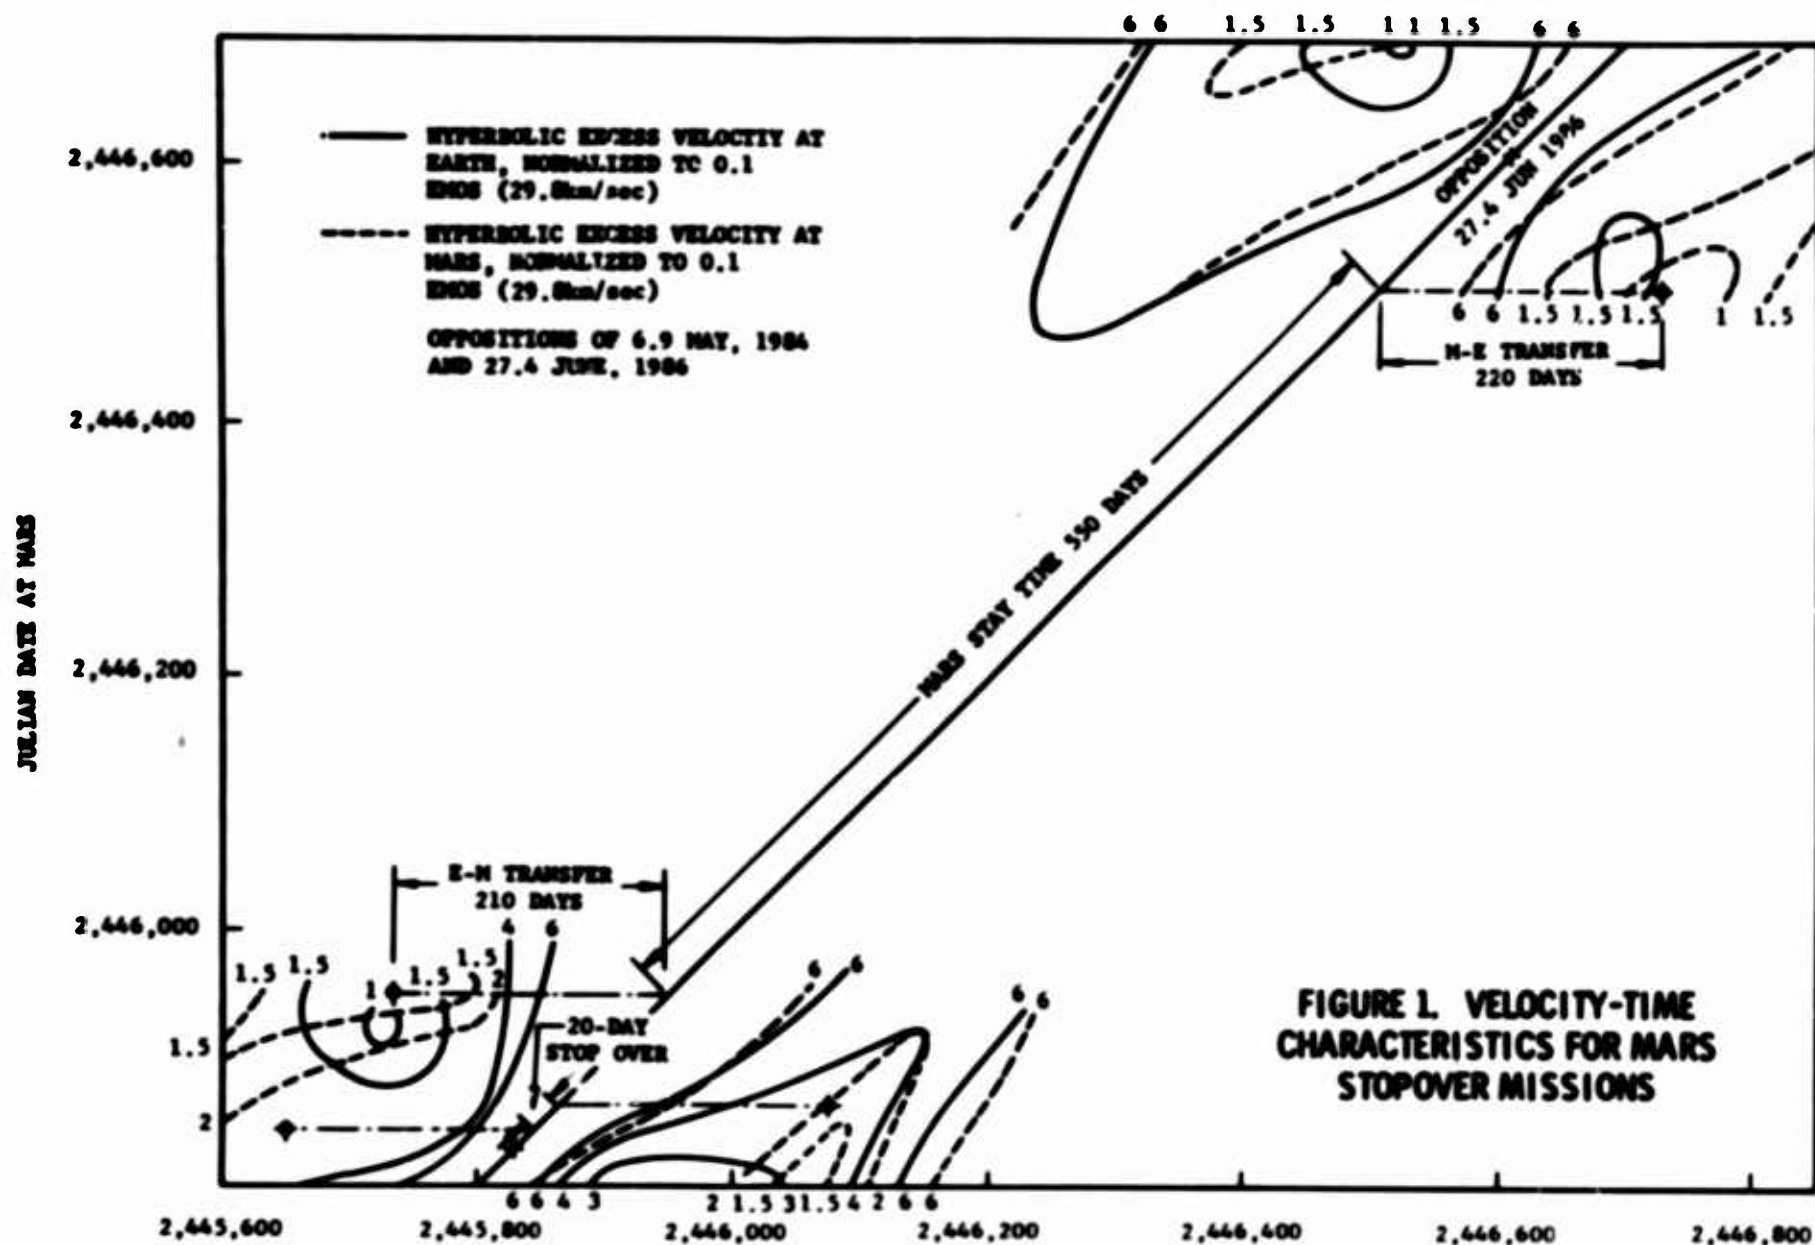 6 6 1.5 1.5 1 1 1.5 6 6
HYPERBOLIC EXCESS VELOCTIY AT
EARTH, NORMALIZED TC 0.1
EMOS (29.8km/sec)
HYPERBOLIC EXCESS VELOCITY AT
MARS, NORMALIZED TO 0.1
EMOS (29.8km/sec)
OPPOSITIONS OF 6.9 MAY, 1984
AND 27.4 JUNE, 1986
2,446,600
2,446,400
2,446,200
2,446,000
JULIAN DATE AT MARS
OPPOSITION
27.4 JUN 1986
6 6 1.5 1.5 1.5 1 1.5
M-E TRANSFER
220 DAYS
MARS STAY TIME 550 DAYS
E-M TRANSFER
210 DAYS
4 6
1.5 1.5 1 1.5 1.5 2
1.5
2
20-DAY
STOP OVER
6 6
6 6
FIGURE 1. VELOCITY-TIME
CHARACTERISTICS FOR MARS
STOPOVER MISSIONS
6 6 4 3 2 1.5 3 1.5 4 2 6 6
2,445,600 2,445,800 2,446,000 2,446,200 2,446,400 2,446,600 2,446,800